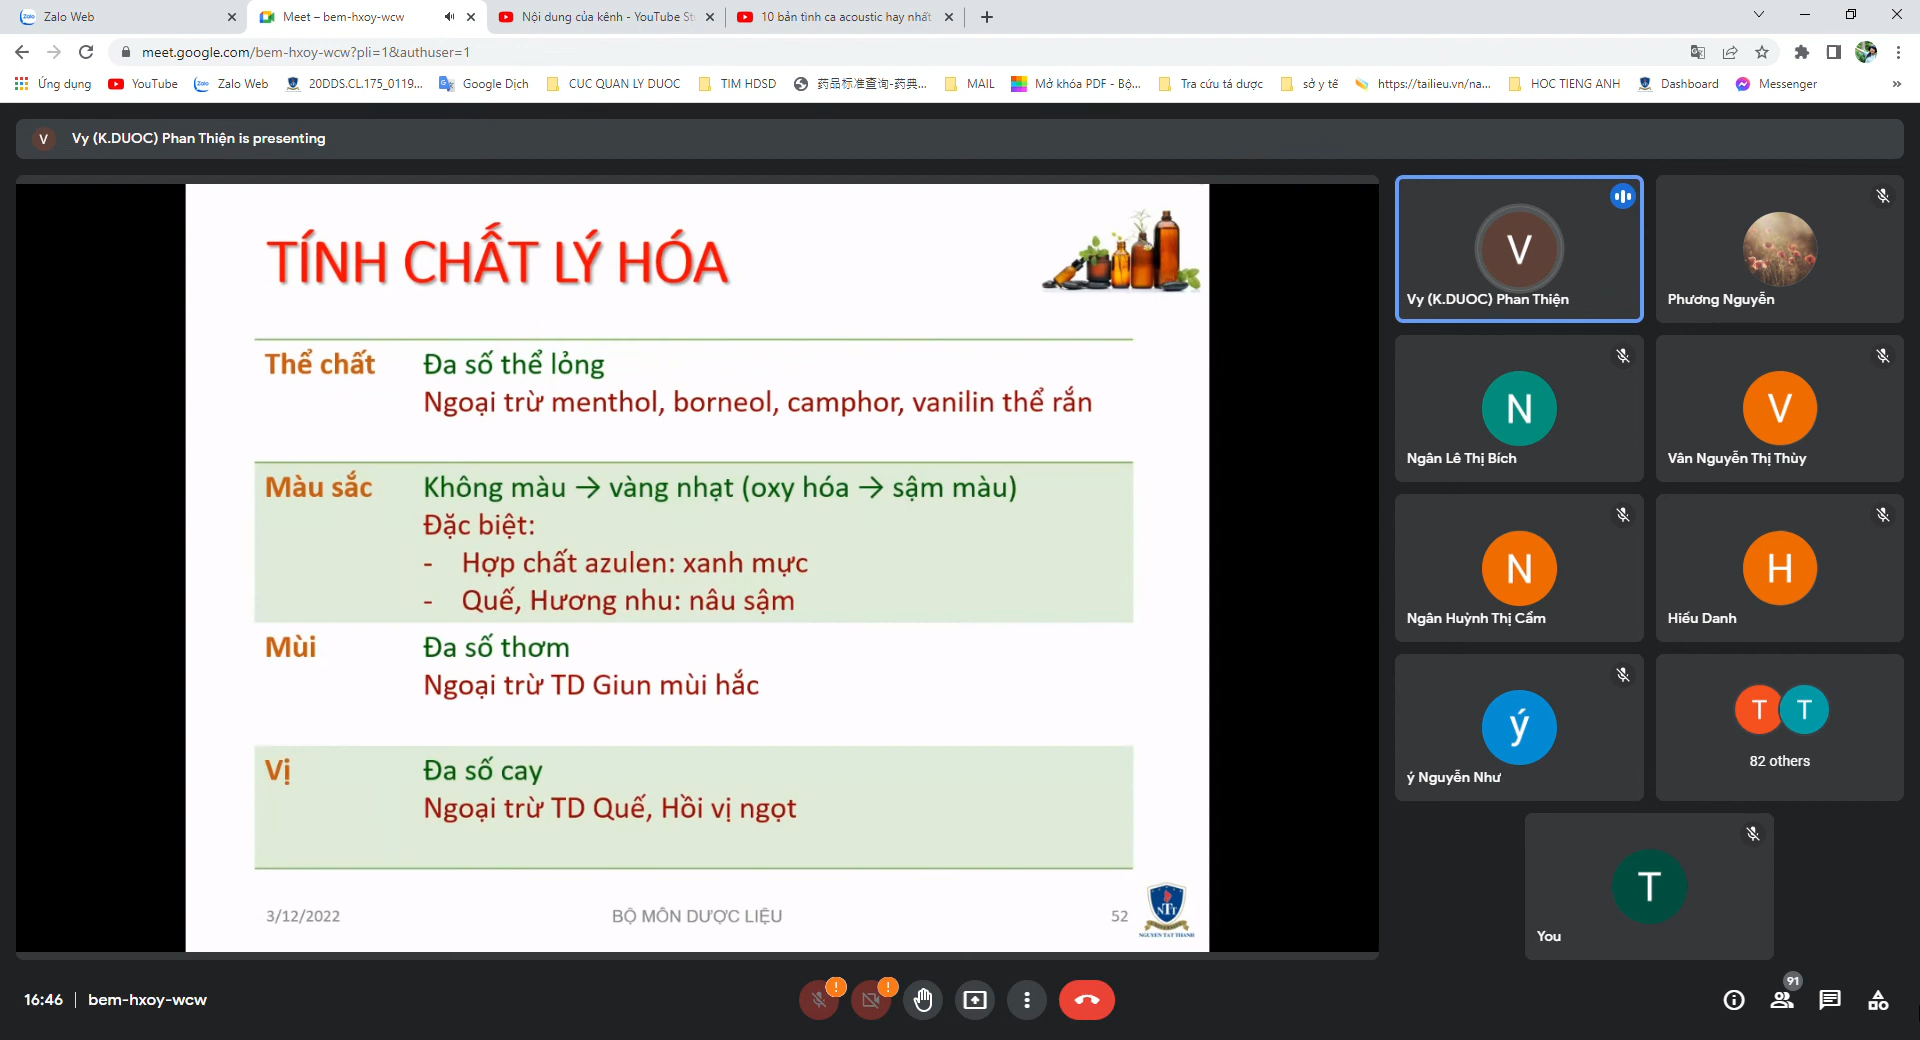 Zalo Web
Meet – bem-hxoy-wcw
Nội dung của kênh - YouTube St
10 bản tình ca acoustic hay nhất
meet.google.com/bem-hxoy-wcw?pli=1&authuser=1
Ứng dụng
YouTube
Zalo Web
20DDS.CL.175_0119...
Google Dịch
CUC QUAN LY DUOC
TIM HDSD
药品标准查询-药典...
MAIL
Mở khóa PDF - Bộ...
Tra cứu tá dược
sở y tế
https://tailieu.vn/na...
HOC TIENG ANH
Dashboard
Messenger
»
V
Vy (K.DUOC) Phan Thiện is presenting
TÍNH CHẤT LÝ HÓA
Thể chất
Đa số thể lỏng
Ngoại trừ menthol, borneol, camphor, vanilin thể rắn
Màu sắc
Không màu → vàng nhạt (oxy hóa → sậm màu)
Đặc biệt:
- Hợp chất azulen: xanh mực
- Quế, Hương nhu: nâu sậm
Mùi
Đa số thơm
Ngoại trừ TD Giun mùi hắc
Vị
Đa số cay
Ngoại trừ TD Quế, Hồi vị ngọt
3/12/2022
BỘ MÔN DƯỢC LIỆU
52
NTT
NGUYEN TAT THANH
V
Vy (K.DUOC) Phan Thiện
Phương Nguyễn
N
Ngân Lê Thị Bích
V
Vân Nguyễn Thị Thùy
N
Ngân Huỳnh Thị Cẩm
H
Hiếu Danh
ý
ý Nguyễn Như
T
T
82 others
T
You
16:46 | bem-hxoy-wcw
!
!
91